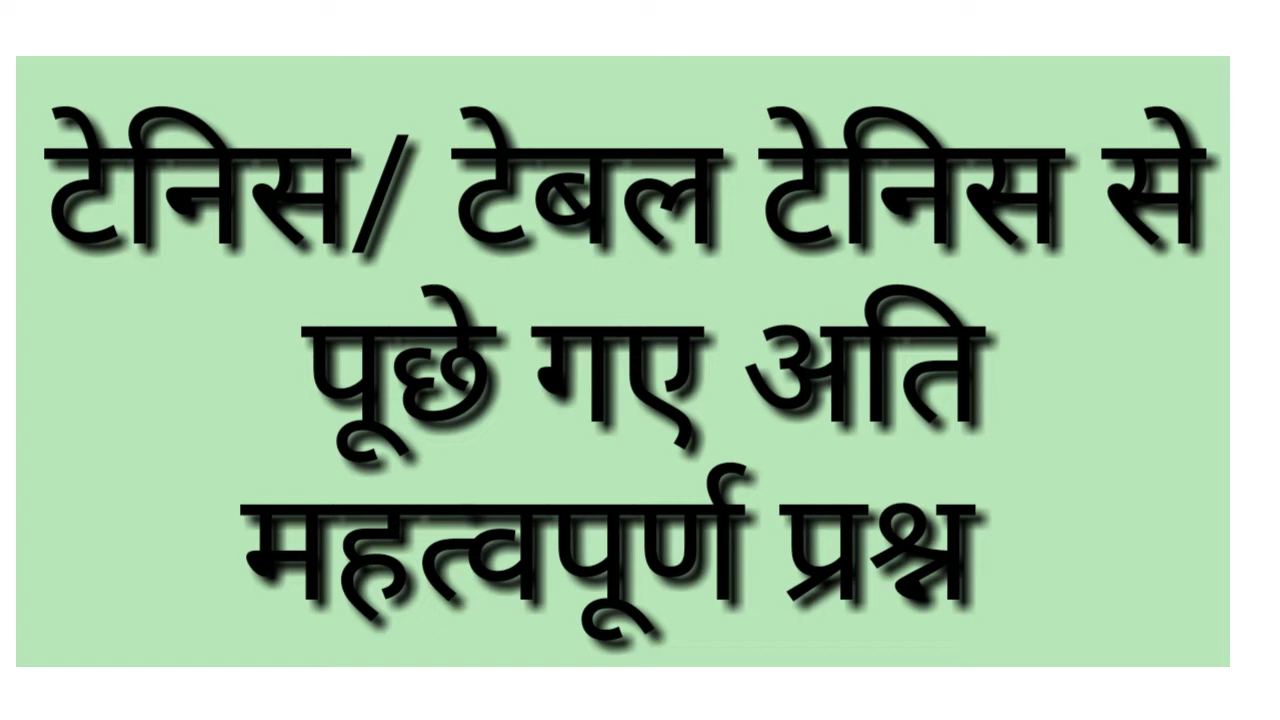 टेनिस/ टेबल टेनिस से
पूछे गए अति
महत्वपूर्ण प्रश्न